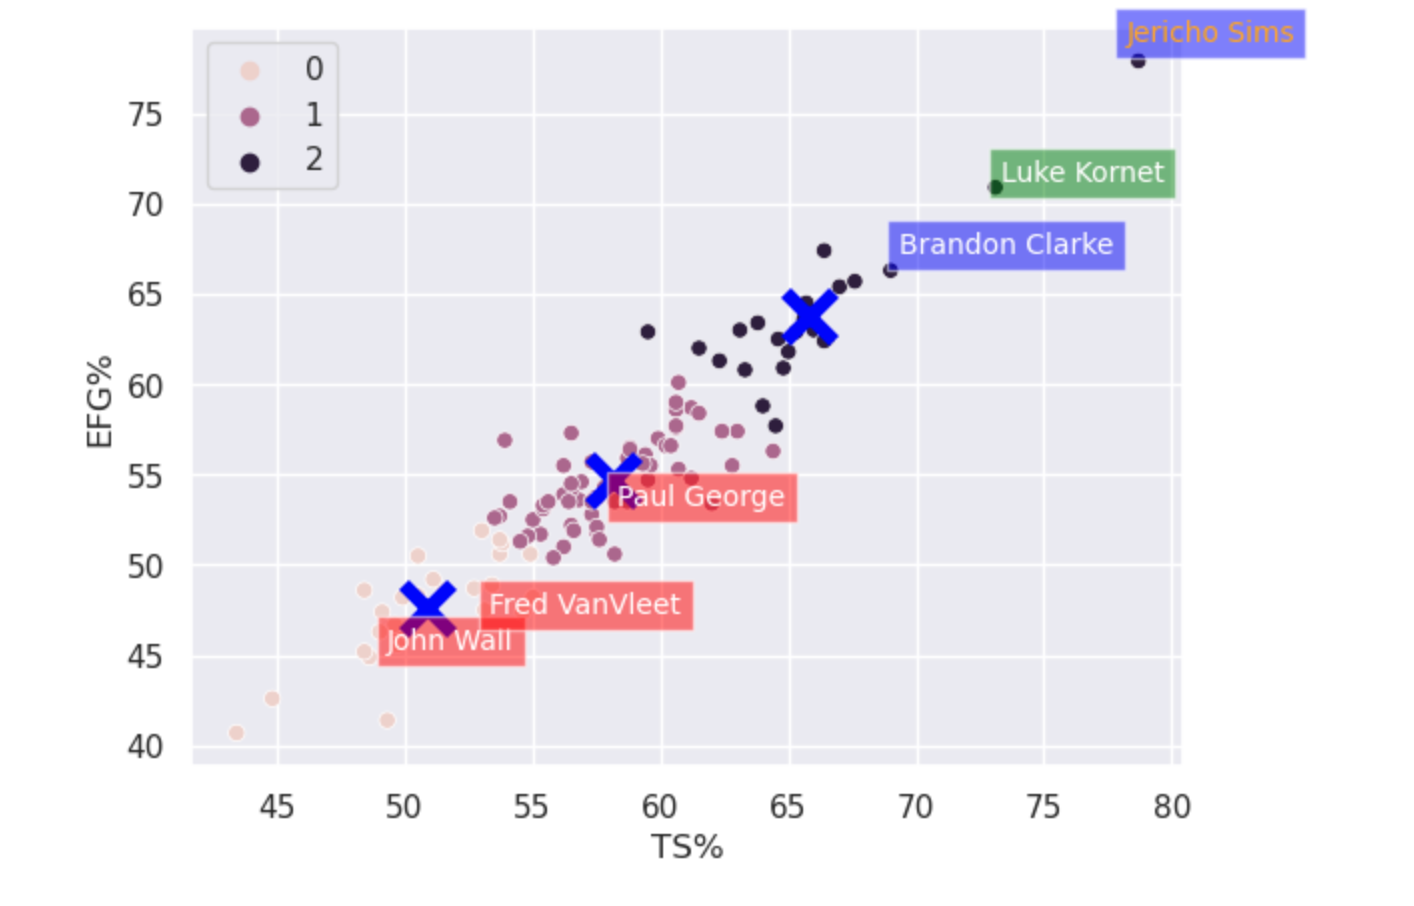 Jericho Sims
0
1
2
75
Luke Kornet
70
Brandon Clarke
65
EFG%
60
55
Paul George
50
Fred VanVleet
John Wall
45
40
45 50 55 60 65 70 75 80
TS%